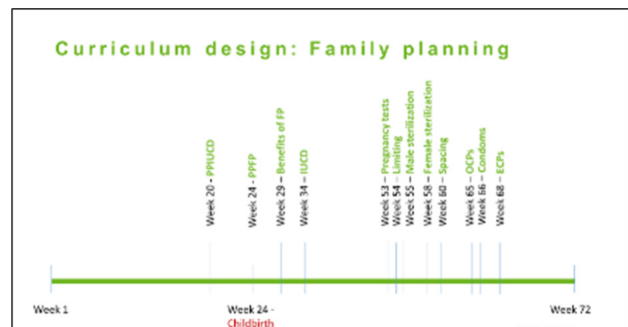 Curriculum design: Family planning
Week 20 - PPIUCD
Week 24 - PPFP
Week 29 – Benefits of FP
Week 34 – IUCD
Week 53 – Pregnancy tests
Week 54 – Limiting
Week 55 – Male sterilization
Week 58 – Female sterilization
Week 60 – Spacing
Week 65 – OCPs
Week 66 – Condoms
Week 68 – ECPs
Week 1
Week 24 -
Childbirth
Week 72